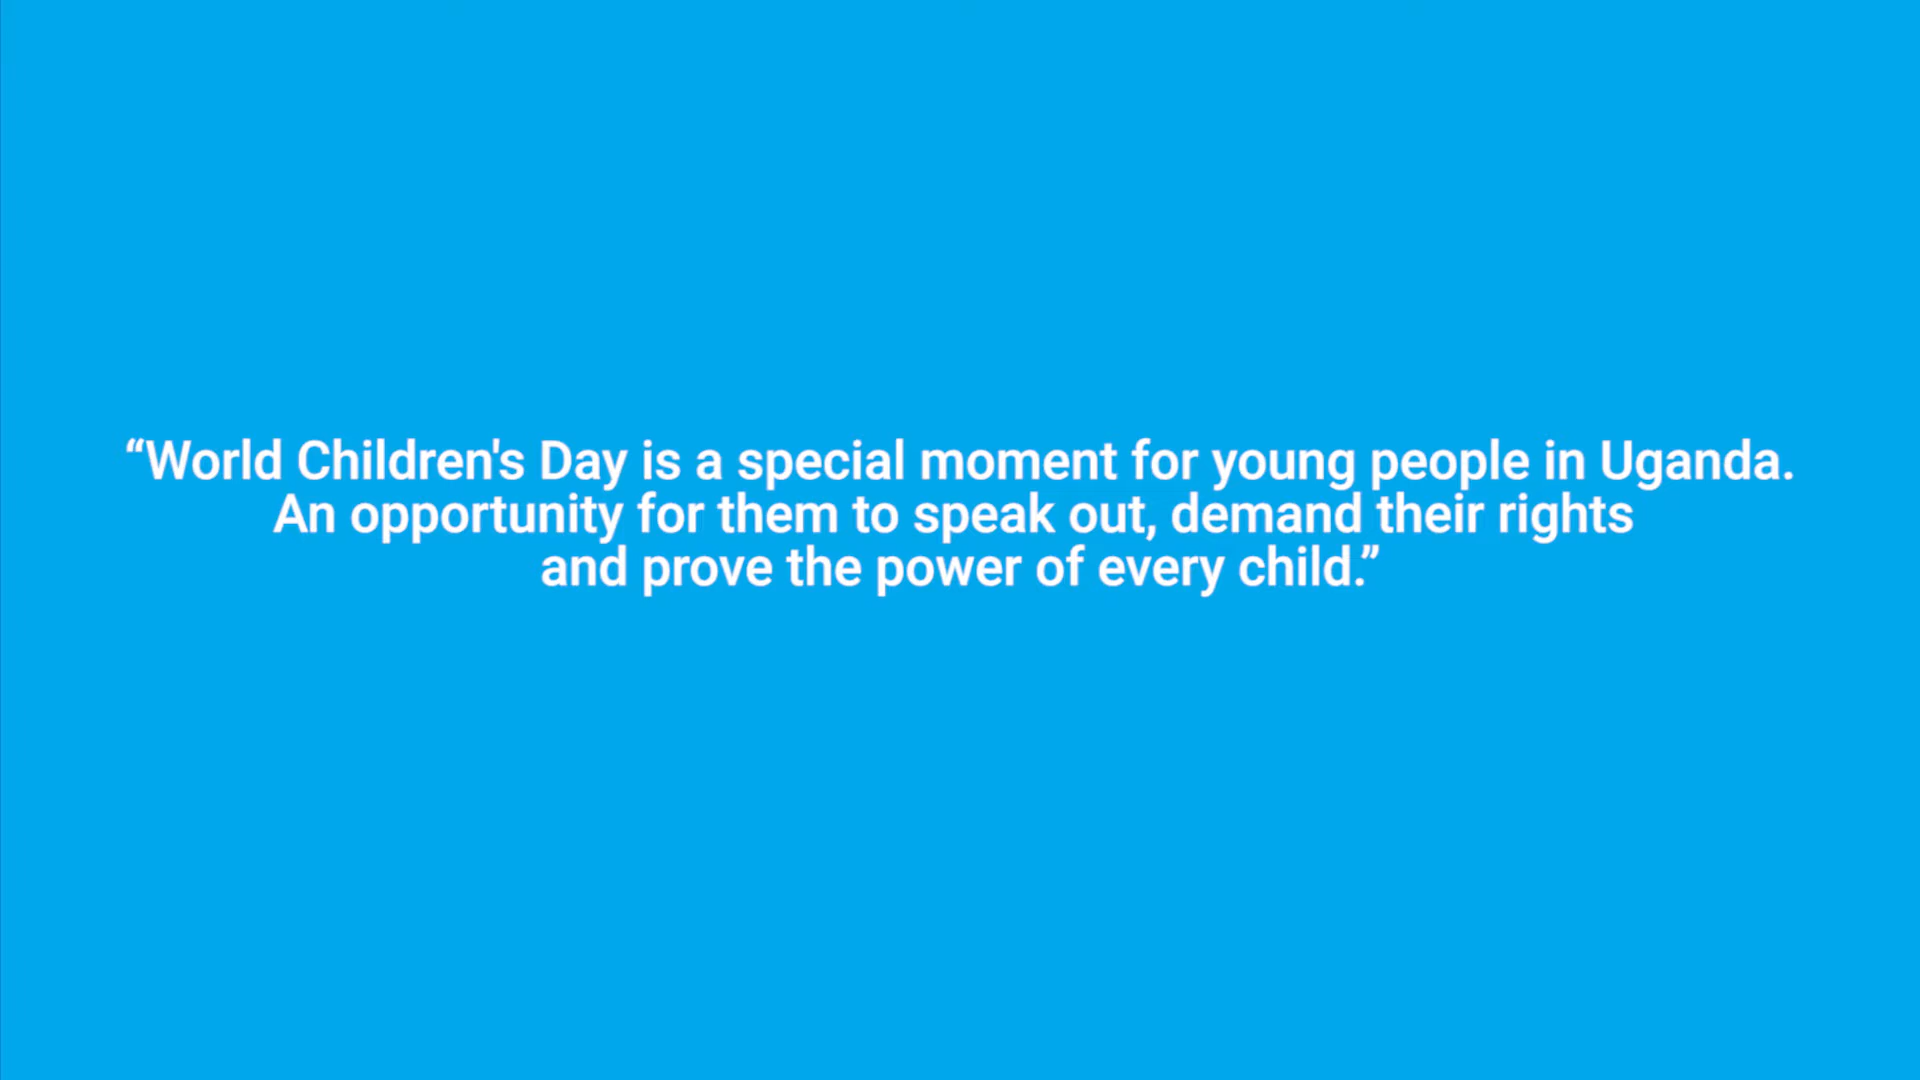 “World Children's Day is a special moment for young people in Uganda.
An opportunity for them to speak out, demand their rights
and prove the power of every child.”